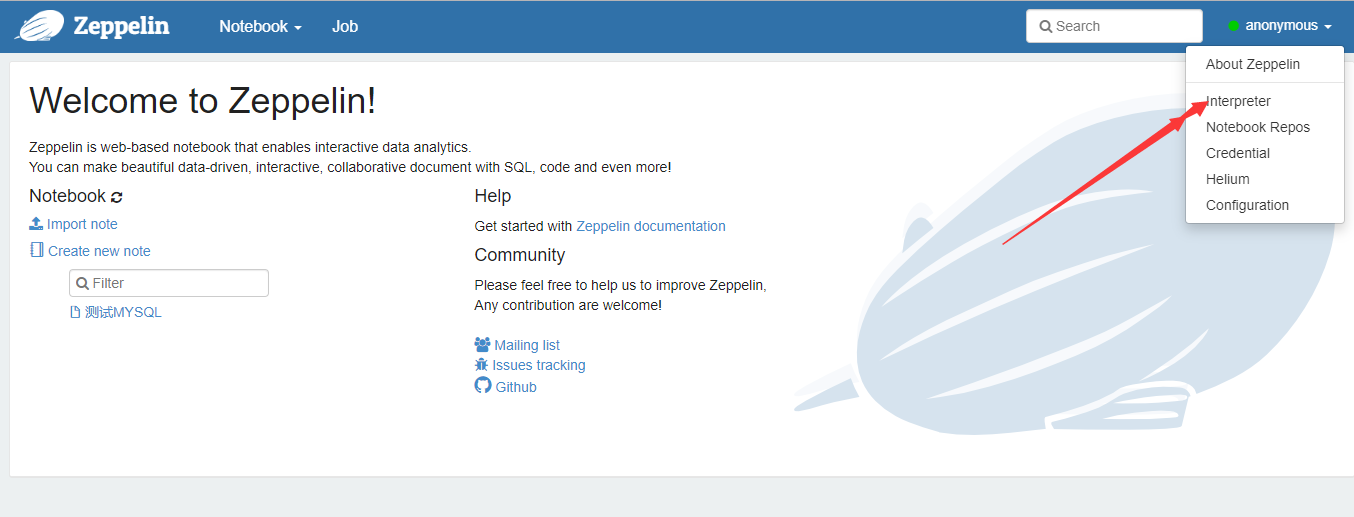 Zeppelin
Notebook
Job
Search
anonymous
About Zeppelin
Interpreter
Notebook Repos
Credential
Helium
Configuration
Welcome to Zeppelin!
Zeppelin is web-based notebook that enables interactive data analytics.
You can make beautiful data-driven, interactive, collaborative document with SQL, code and even more!
Notebook
Import note
Create new note
Filter
测试MYSQL
Help
Get started with Zeppelin documentation
Community
Please feel free to help us to improve Zeppelin,
Any contribution are welcome!
Mailing list
Issues tracking
Github